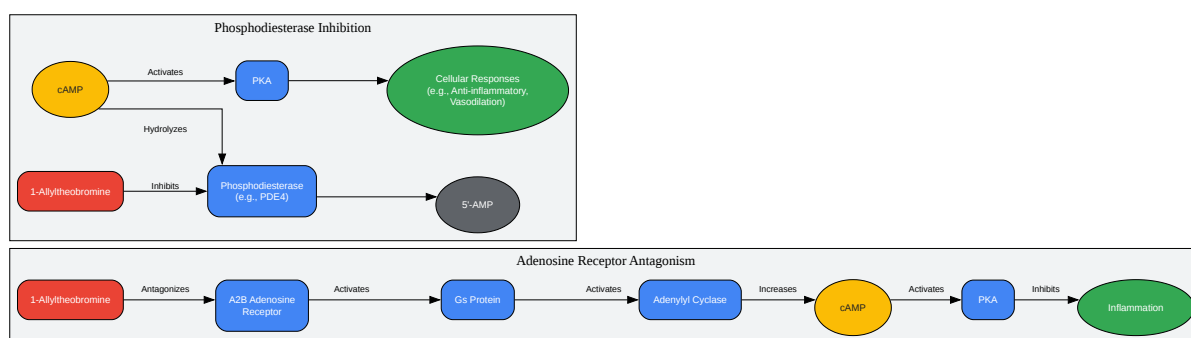 Phosphodiesterase Inhibition
cAMP
Activates
PKA
Cellular Responses
(e.g., Anti-inflammatory,
Vasodilation)
Hydrolyzes
1-Allyltheobromine
Inhibits
Phosphodiesterase
(e.g., PDE4)
5'-AMP
Adenosine Receptor Antagonism
1-Allyltheobromine
Antagonizes
A2B Adenosine
Receptor
Activates
Gs Protein
Activates
Adenylyl Cyclase
Increases
cAMP
Activates
PKA
Inhibits
Inflammation